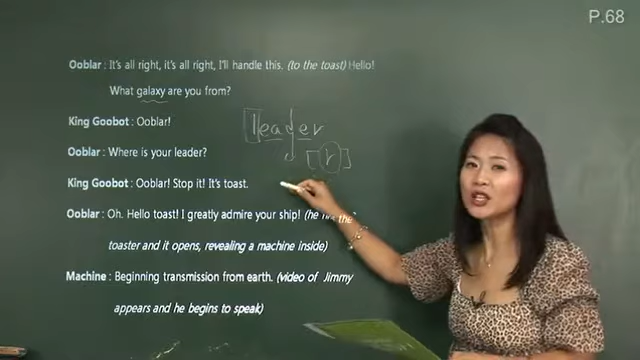 P.68
Ooblar : It's all right, it's all right, I'll handle this. (to the toast) Hello!
What galaxy are you from?
King Goobot : Ooblar!
leader
Ooblar : Where is your leader?
[r]
King Goobot : Ooblar! Stop it! It's toast.
Ooblar : Oh. Hello toast! I greatly admire your ship! (he the
toaster and it opens, revealing a machine inside)
Machine : Beginning transmission from earth. (video of Jimmy
appears and he begins to speak)